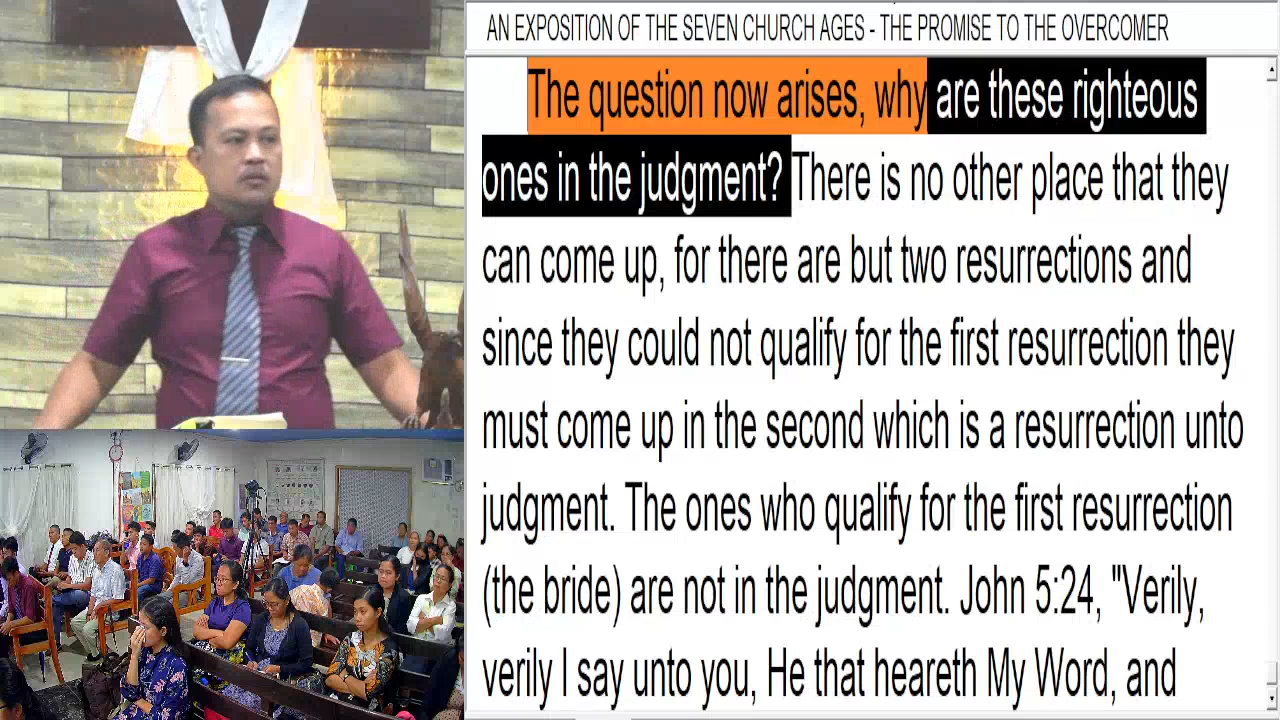 AN EXPOSITION OF THE SEVEN CHURCH AGES - THE PROMISE TO THE OVERCOMER
The question now arises, why are these righteous
ones in the judgment? There is no other place that they
can come up, for there are but two resurrections and
since they could not qualify for the first resurrection they
must come up in the second which is a resurrection unto
judgment. The ones who qualify for the first resurrection
(the bride) are not in the judgment. John 5:24, "Verily,
verily I say unto you, He that heareth My Word, and